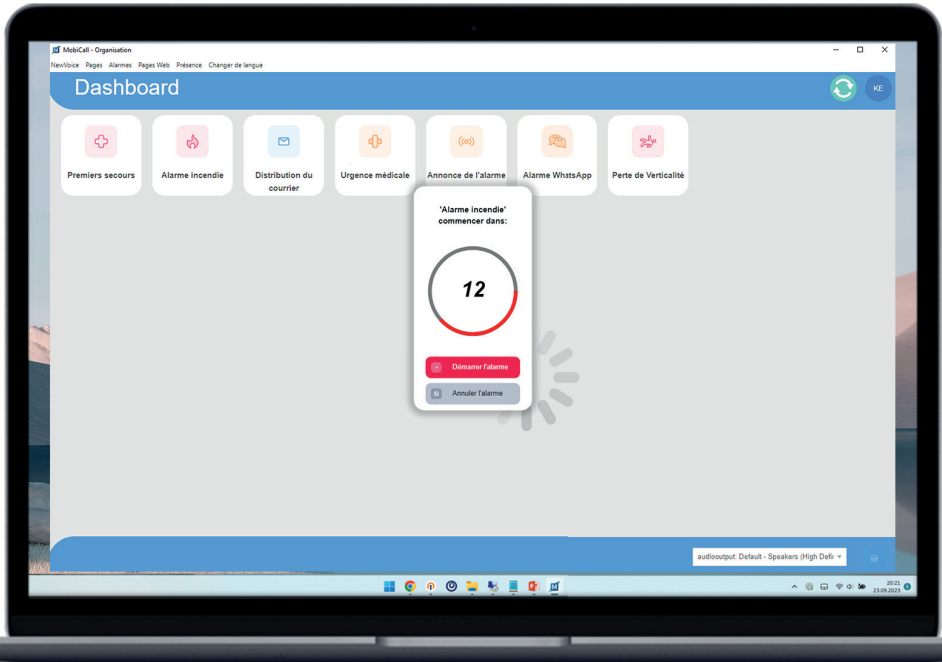 MobiCall - Organisation
NewVoice Pages Alarmes Pages Web Présence Changer de langue
Dashboard
KE
Premiers secours
Alarme incendie
Distribution du
courrier
Urgence médicale
Annonce de l'alarme
Alarme WhatsApp
Perte de Verticalité
'Alarme incendie'
commencer dans:
12
Démarrer l'alarme
Annuler l'alarme
audiooutput: Default - Speakers (High Defir
20:21
23.09.2023